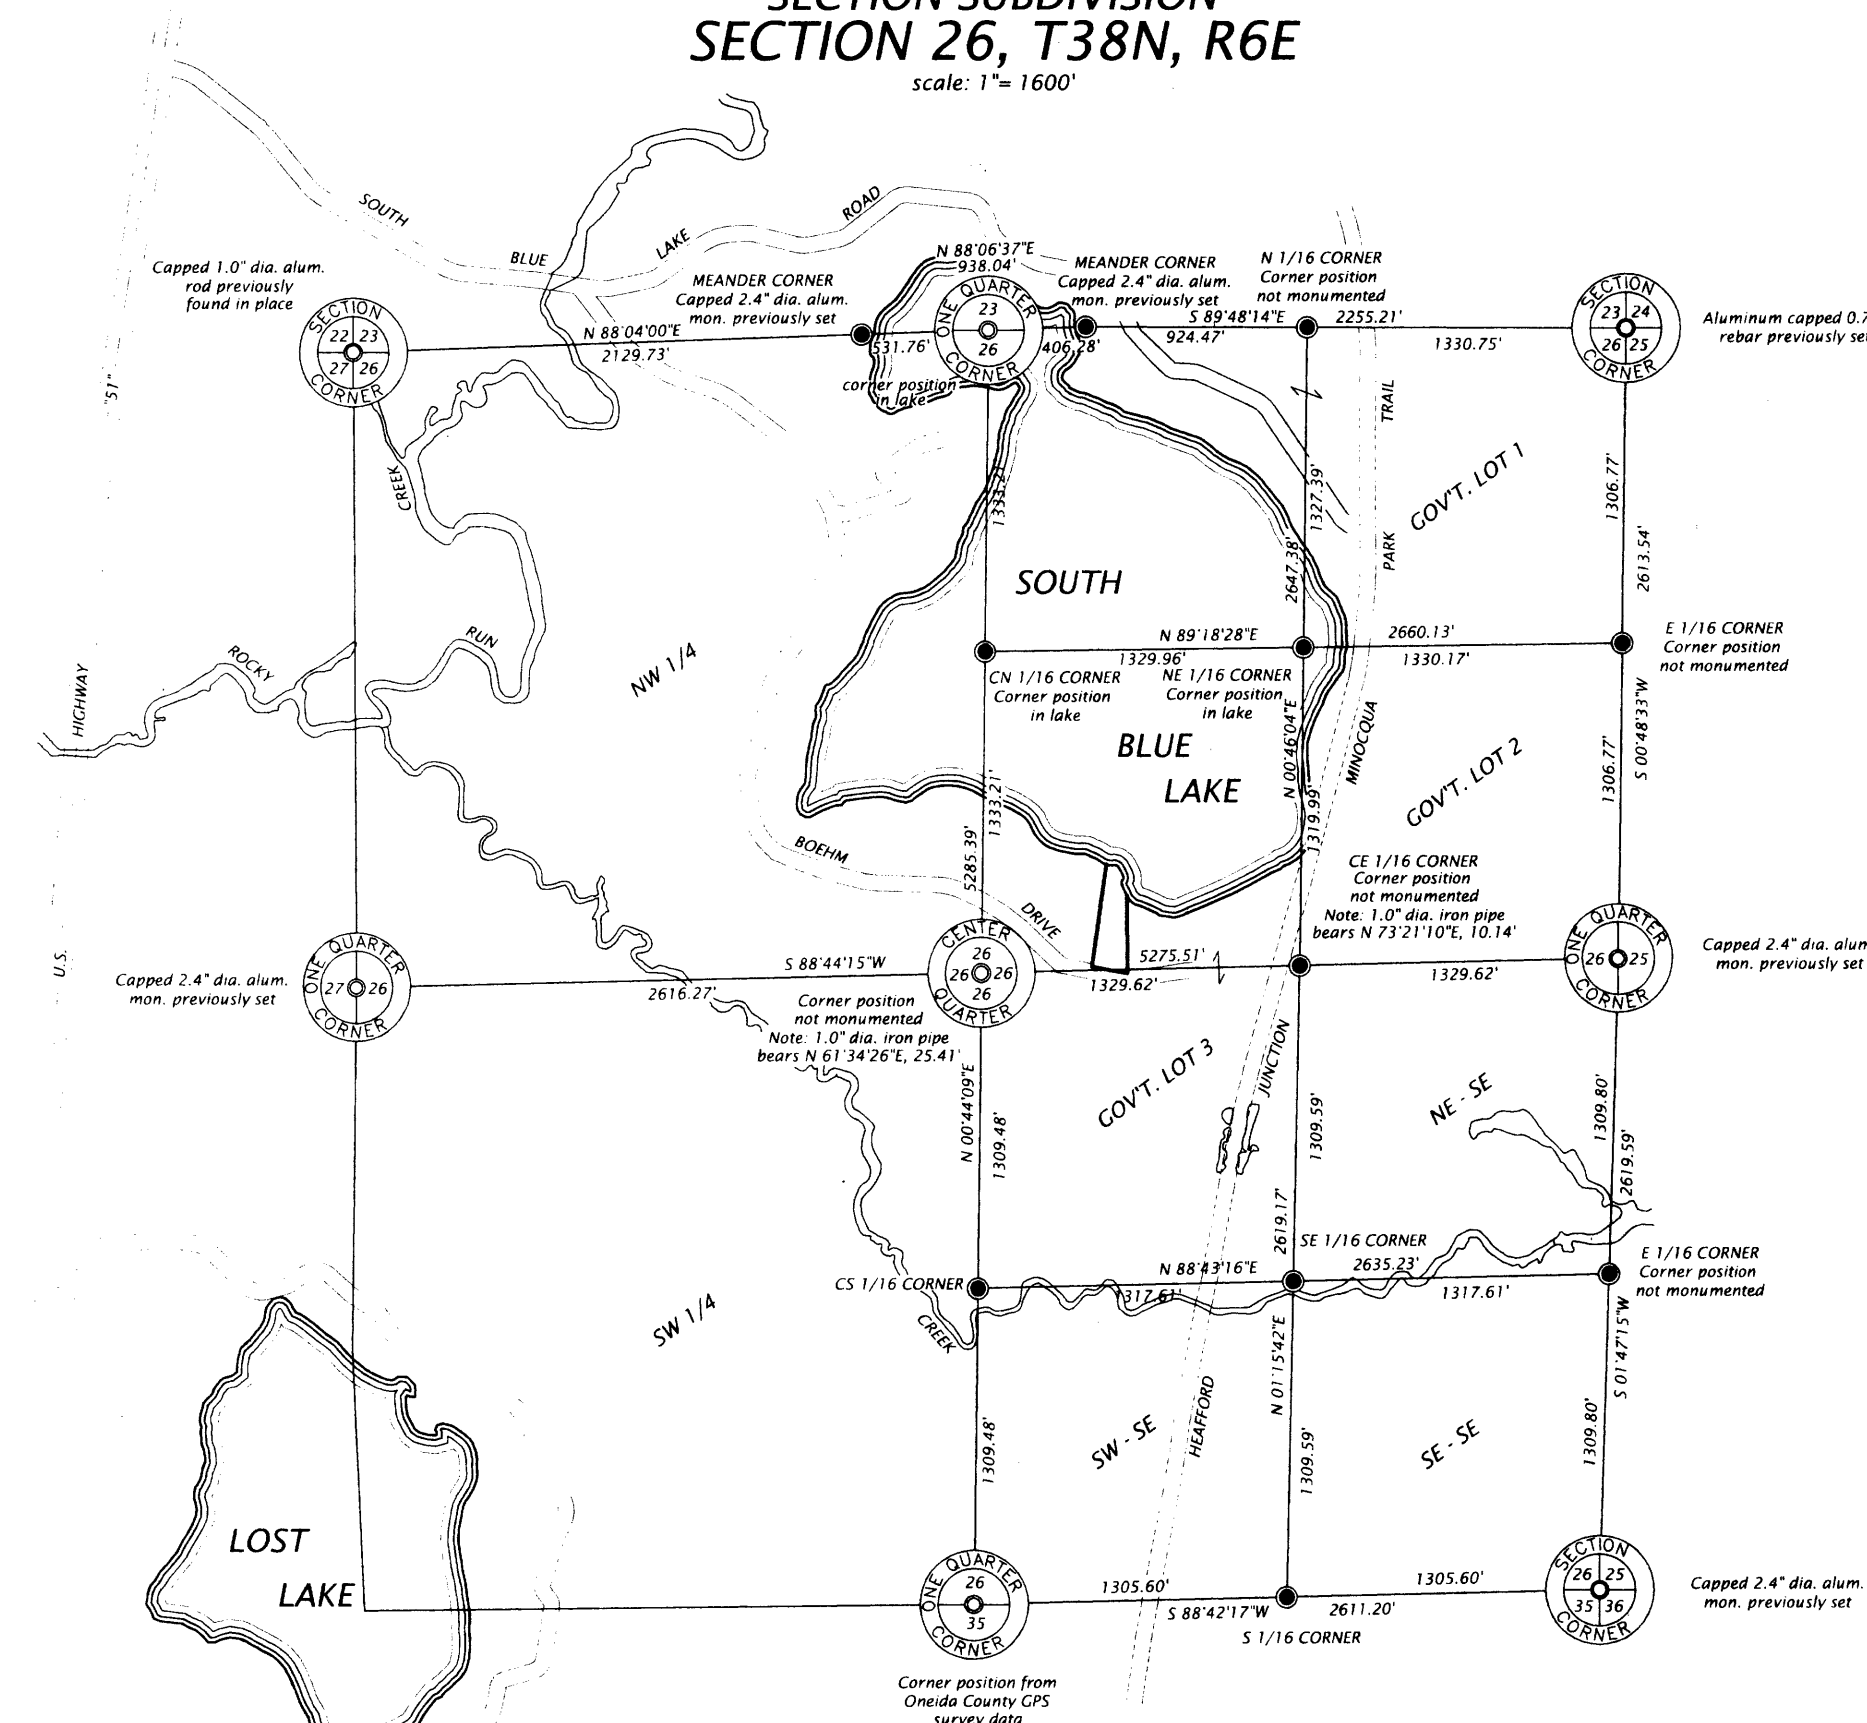 SECTION SUBDIVISION
SECTION 26, T38N, R6E
scale: 1"= 1600'
SOUTH
BLUE
LAKE
ROAD
Capped 1.0" dia. alum.
rod previously
found in place
SECTION
22 23
27 26
CORNER
N 88°04'00"E
2129.73'
MEANDER CORNER
Capped 2.4" dia. alum.
mon. previously set
N 88°06'37"E
938.04'
531.76'
406.28'
ONE QUARTER
23
26
CORNER
corner position
in lake
MEANDER CORNER
Capped 2.4" dia. alum.
mon. previously set
N 1/16 CORNER
Corner position
not monumented
S 89°48'14"E
2255.21'
924.47'
1330.75'
SECTION
23 24
26 25
CORNER
Aluminum capped 0.7
rebar previously set
"51"
CREEK
RUN
ROCKY
HIGHWAY
U.S.
NW 1/4
1333.21'
1327.39'
2647.38'
TRAIL
PARK
GOV'T. LOT 1
1306.77'
2613.54'
SOUTH
BLUE
LAKE
N 89°18'28"E
1329.96'
2660.13'
1330.17'
CN 1/16 CORNER
Corner position
in lake
NE 1/16 CORNER
Corner position
in lake
E 1/16 CORNER
Corner position
not monumented
N 00°46'04"E
1319.99'
MINOCQUA
GOV'T. LOT 2
1306.77'
S 00°48'33"W
1333.21'
5285.39'
BOEHM
DRIVE
CE 1/16 CORNER
Corner position
not monumented
Note: 1.0" dia. iron pipe
bears N 73°21'10"E, 10.14'
Capped 2.4" dia. alum.
mon. previously set
ONE QUARTER
27 26
CORNER
S 88°44'15"W
2616.27'
CENTER
26
26 26
26
QUARTER
5275.51'
1329.62'
1329.62'
ONE QUARTER
26 25
CORNER
Capped 2.4" dia. alum
mon. previously set
Corner position
not monumented
Note: 1.0" dia. iron pipe
bears N 61°34'26"E, 25.41'
N 00°44'09"E
1309.48'
GOV'T. LOT 3
JUNCTION
1309.59'
2619.17'
NE - SE
1309.80'
2619.59'
CS 1/16 CORNER
N 88°43'16"E
1317.61'
SE 1/16 CORNER
2635.23'
1317.61'
E 1/16 CORNER
Corner position
not monumented
CREEK
SW 1/4
1309.48'
SW - SE
HEAFFORD
N 01°15'42"E
1309.59'
SE - SE
S 01°47'15"W
1309.80'
LOST
LAKE
ONE QUARTER
26
35
CORNER
1305.60'
S 88°42'17"W
1305.60'
2611.20'
S 1/16 CORNER
SECTION
26 25
35 36
CORNER
Capped 2.4" dia. alum.
mon. previously set
Corner position from
Oneida County GPS
survey data